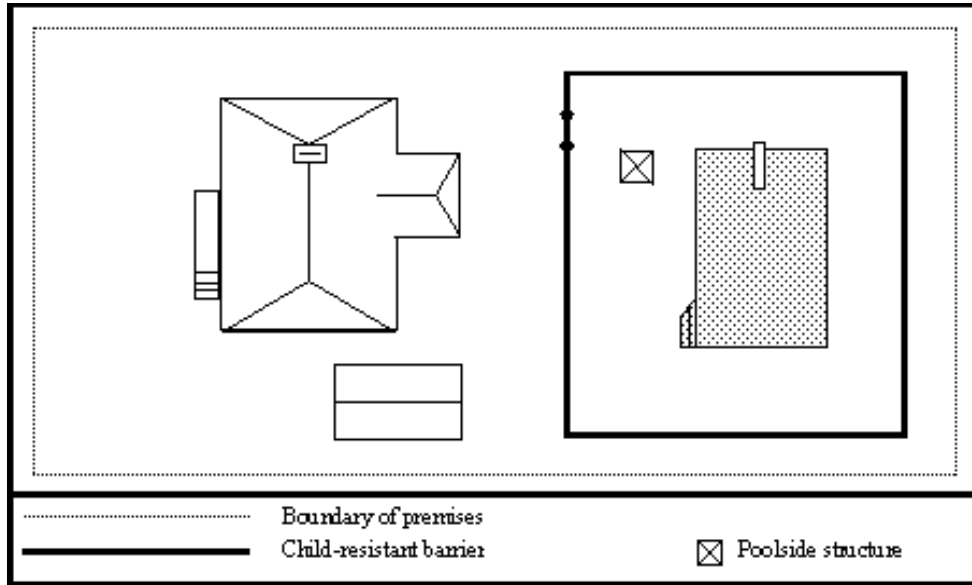 Boundary of premises
Child-resistant barrier
Poolside structure